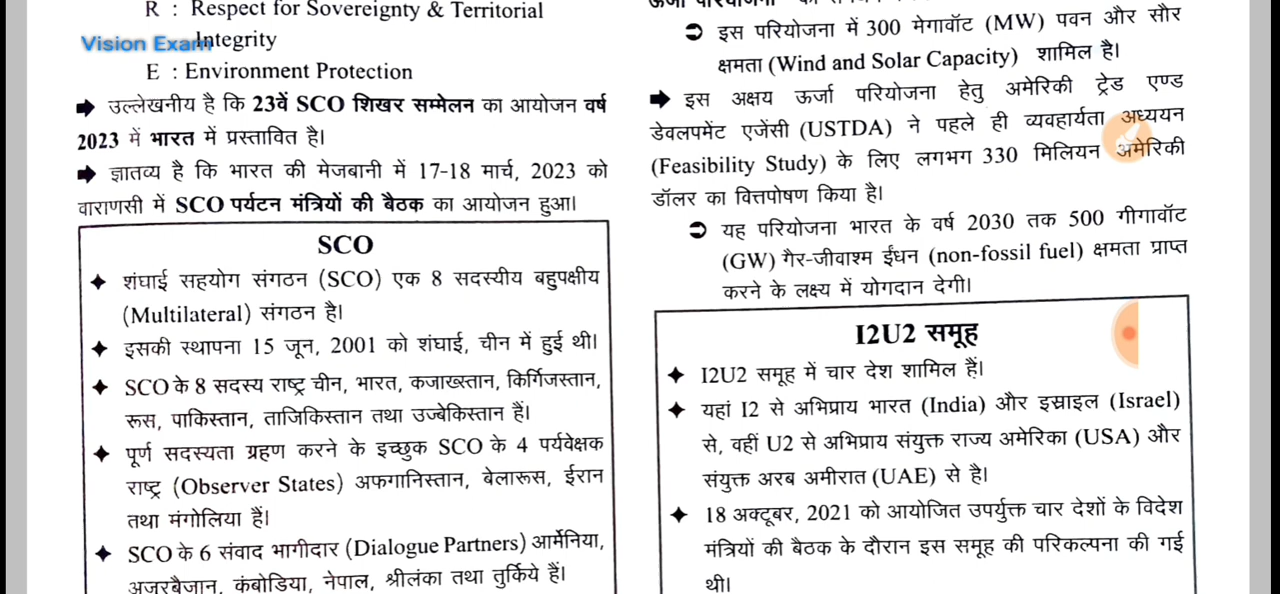 R : Respect for Sovereignty & Territorial
Integrity
Vision Exam
E : Environment Protection
उल्लेखनीय है कि 23वें SCO शिखर सम्मेलन का आयोजन वर्ष
2023 में भारत में प्रस्तावित है।
ज्ञातव्य है कि भारत की मेजबानी में 17-18 मार्च, 2023 को
वाराणसी में SCO पर्यटन मंत्रियों की बैठक का आयोजन हुआ।
SCO
शंघाई सहयोग संगठन (SCO) एक 8 सदस्यीय बहुपक्षीय
(Multilateral) संगठन है।
इसकी स्थापना 15 जून, 2001 को शंघाई, चीन में हुई थी।
SCO के 8 सदस्य राष्ट्र चीन, भारत, कजाख्स्तान, किर्गिजस्तान,
रूस, पाकिस्तान, ताजिकिस्तान तथा उज्बेकिस्तान हैं।
पूर्ण सदस्यता ग्रहण करने के इच्छुक SCO के 4 पर्यवेक्षक
राष्ट्र (Observer States) अफगानिस्तान, बेलारूस, ईरान
तथा मंगोलिया हैं।
SCO के 6 संवाद भागीदार (Dialogue Partners) आर्मेनिया,
अजरबैजान, कंबोडिया, नेपाल, श्रीलंका तथा तुर्किये हैं।
इस परियोजना में 300 मेगावॉट (MW) पवन और सौर
क्षमता (Wind and Solar Capacity) शामिल है।
इस अक्षय ऊर्जा परियोजना हेतु अमेरिकी ट्रेड एण्ड
डेवलपमेंट एजेंसी (USTDA) ने पहले ही व्यवहार्यता अध्ययन
(Feasibility Study) के लिए लगभग 330 मिलियन अमेरिकी
डॉलर का वित्तपोषण किया है।
यह परियोजना भारत के वर्ष 2030 तक 500 गीगावॉट
(GW) गैर-जीवाश्म ईंधन (non-fossil fuel) क्षमता प्राप्त
करने के लक्ष्य में योगदान देगी।
I2U2 समूह
I2U2 समूह में चार देश शामिल हैं।
यहां I2 से अभिप्राय भारत (India) और इस्राइल (Israel)
से, वहीं U2 से अभिप्राय संयुक्त राज्य अमेरिका (USA) और
संयुक्त अरब अमीरात (UAE) से है।
18 अक्टूबर, 2021 को आयोजित उपर्युक्त चार देशों के विदेश
मंत्रियों की बैठक के दौरान इस समूह की परिकल्पना की गई
थी।